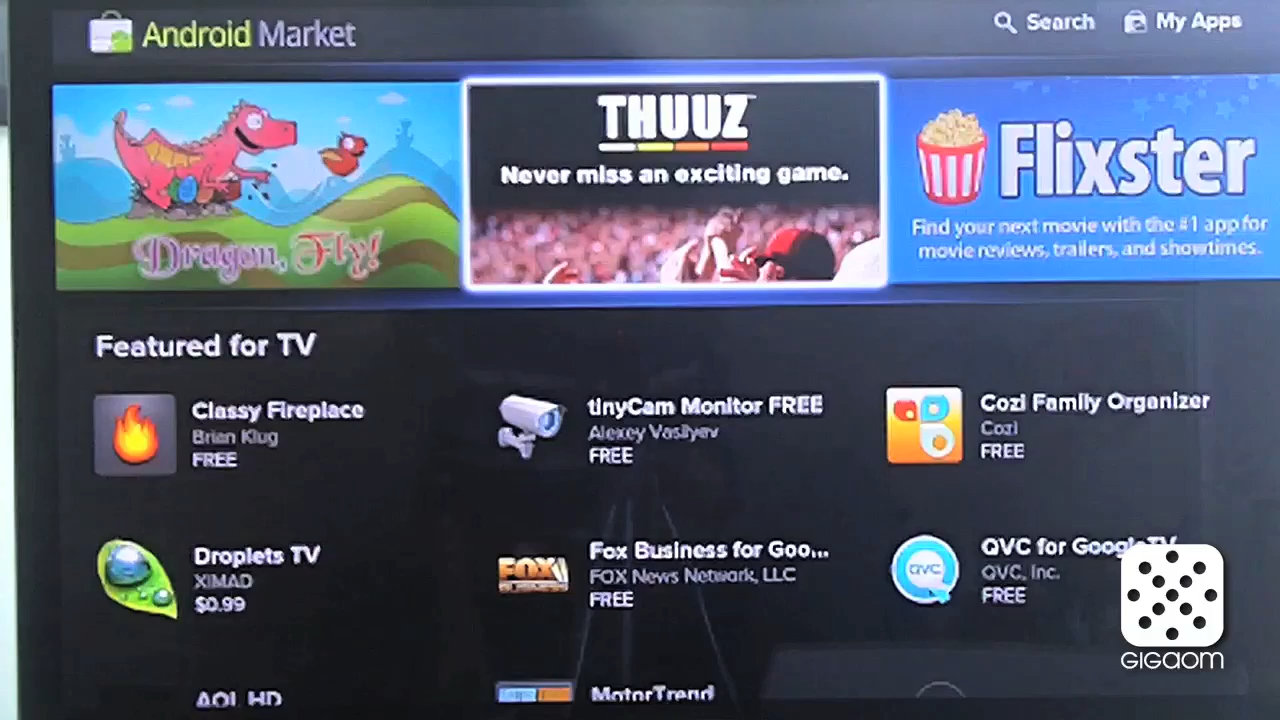 Android Market
Search
My Apps
Dragon, Fly!
THUUZ
Never miss an exciting game.
Flixster
Find your next movie with the #1 app for
movie reviews, trailers, and showtimes.
Featured for TV
Classy Fireplace
Brian Klug
FREE
tinyCam Monitor FREE
Alexey Vasilyev
FREE
Cozi Family Organizer
Cozi
FREE
Droplets TV
XIMAD
$0.99
Fox Business for Goo...
FOX News Network, LLC
FREE
QVC for GoogleTV
QVC, Inc.
FREE
FOX
QVC
AOL HD
MotorTrend
GIGAOM